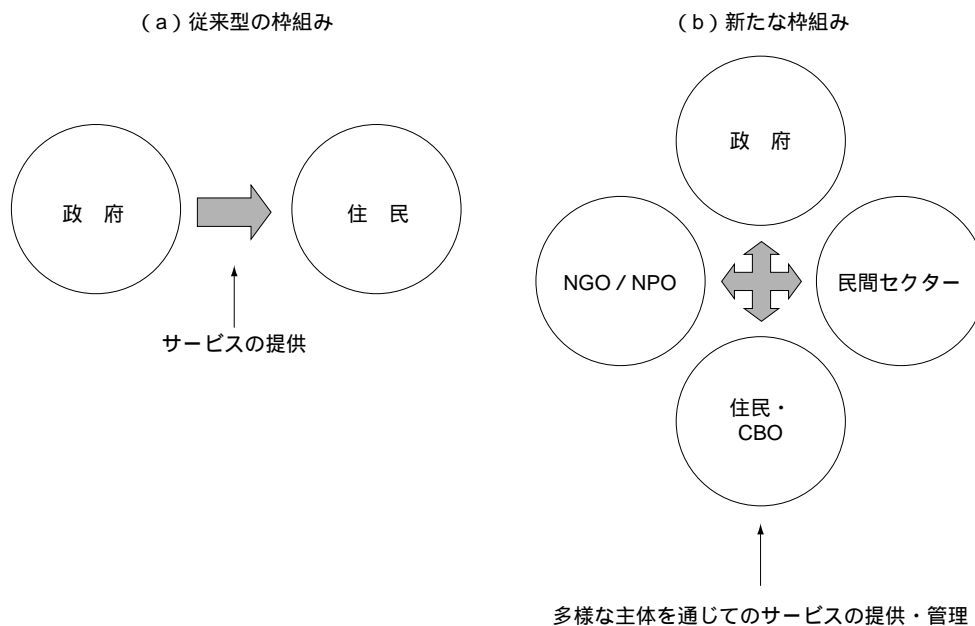 (a)従来型の枠組み
政 府
住 民
サービスの提供
(b)新たな枠組み
政 府
NGO / NPO
民間セクター
住民・
CBO
多様な主体を通じてのサービスの提供・管理